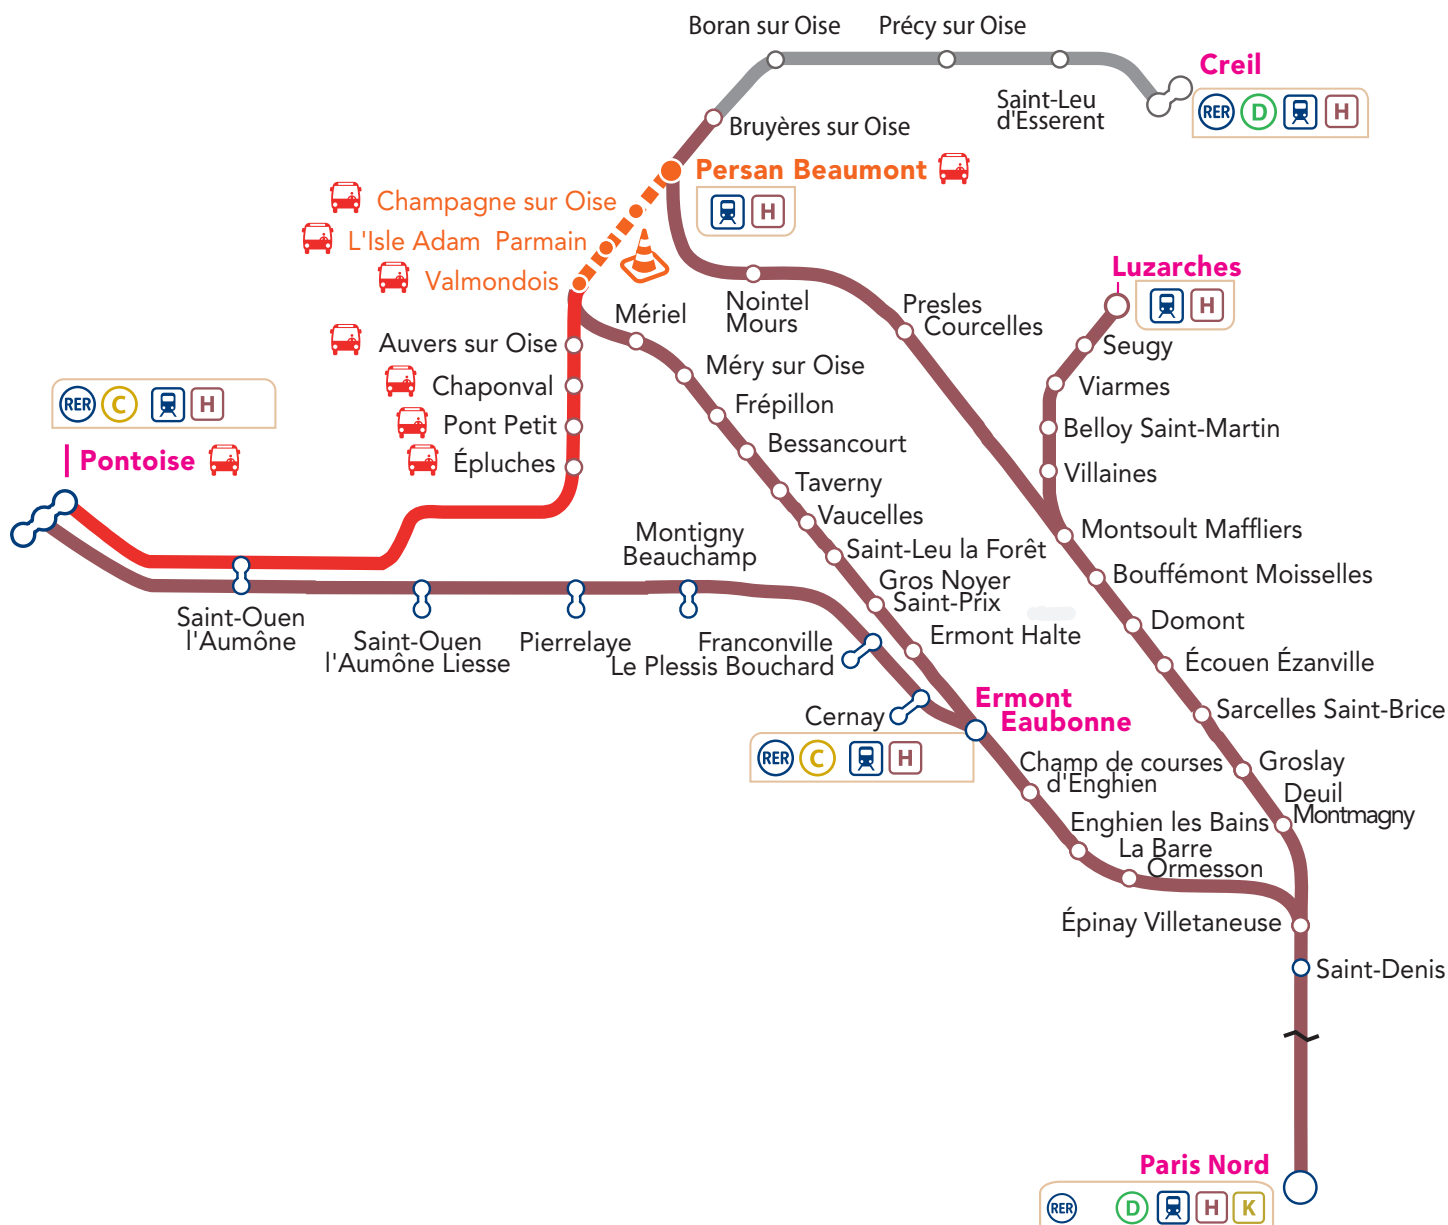 Boran sur Oise
Précy sur Oise
Creil
Saint-Leu
d'Esserent
RER D H
Bruyères sur Oise
Persan Beaumont
H
Champagne sur Oise
L'Isle Adam Parmain
Valmondois
Luzarches
H
Nointel
Mours
Presles
Courcelles
Mériel
Auvers sur Oise
Seugy
Méry sur Oise
Chaponval
Viarmes
RER C H
Frépillon
Pont Petit
Belloy Saint-Martin
Bessancourt
Pontoise
Épluches
Villaines
Taverny
Vaucelles
Montsoult Maffliers
Montigny
Beauchamp
Saint-Leu la Forêt
Bouffémont Moisselles
Gros Noyer
Saint-Prix
Saint-Ouen
l'Aumône
Domont
Saint-Ouen
l'Aumône Liesse
Pierrelaye
Franconville
Le Plessis Bouchard
Ermont Halte
Écouen Ézanville
Ermont
Eaubonne
Cernay
Sarcelles Saint-Brice
RER C H
Champ de courses
d'Enghien
Groslay
Deuil
Montmagny
Enghien les Bains
La Barre
Ormesson
Épinay Villetaneuse
Saint-Denis
Paris Nord
RER D H K